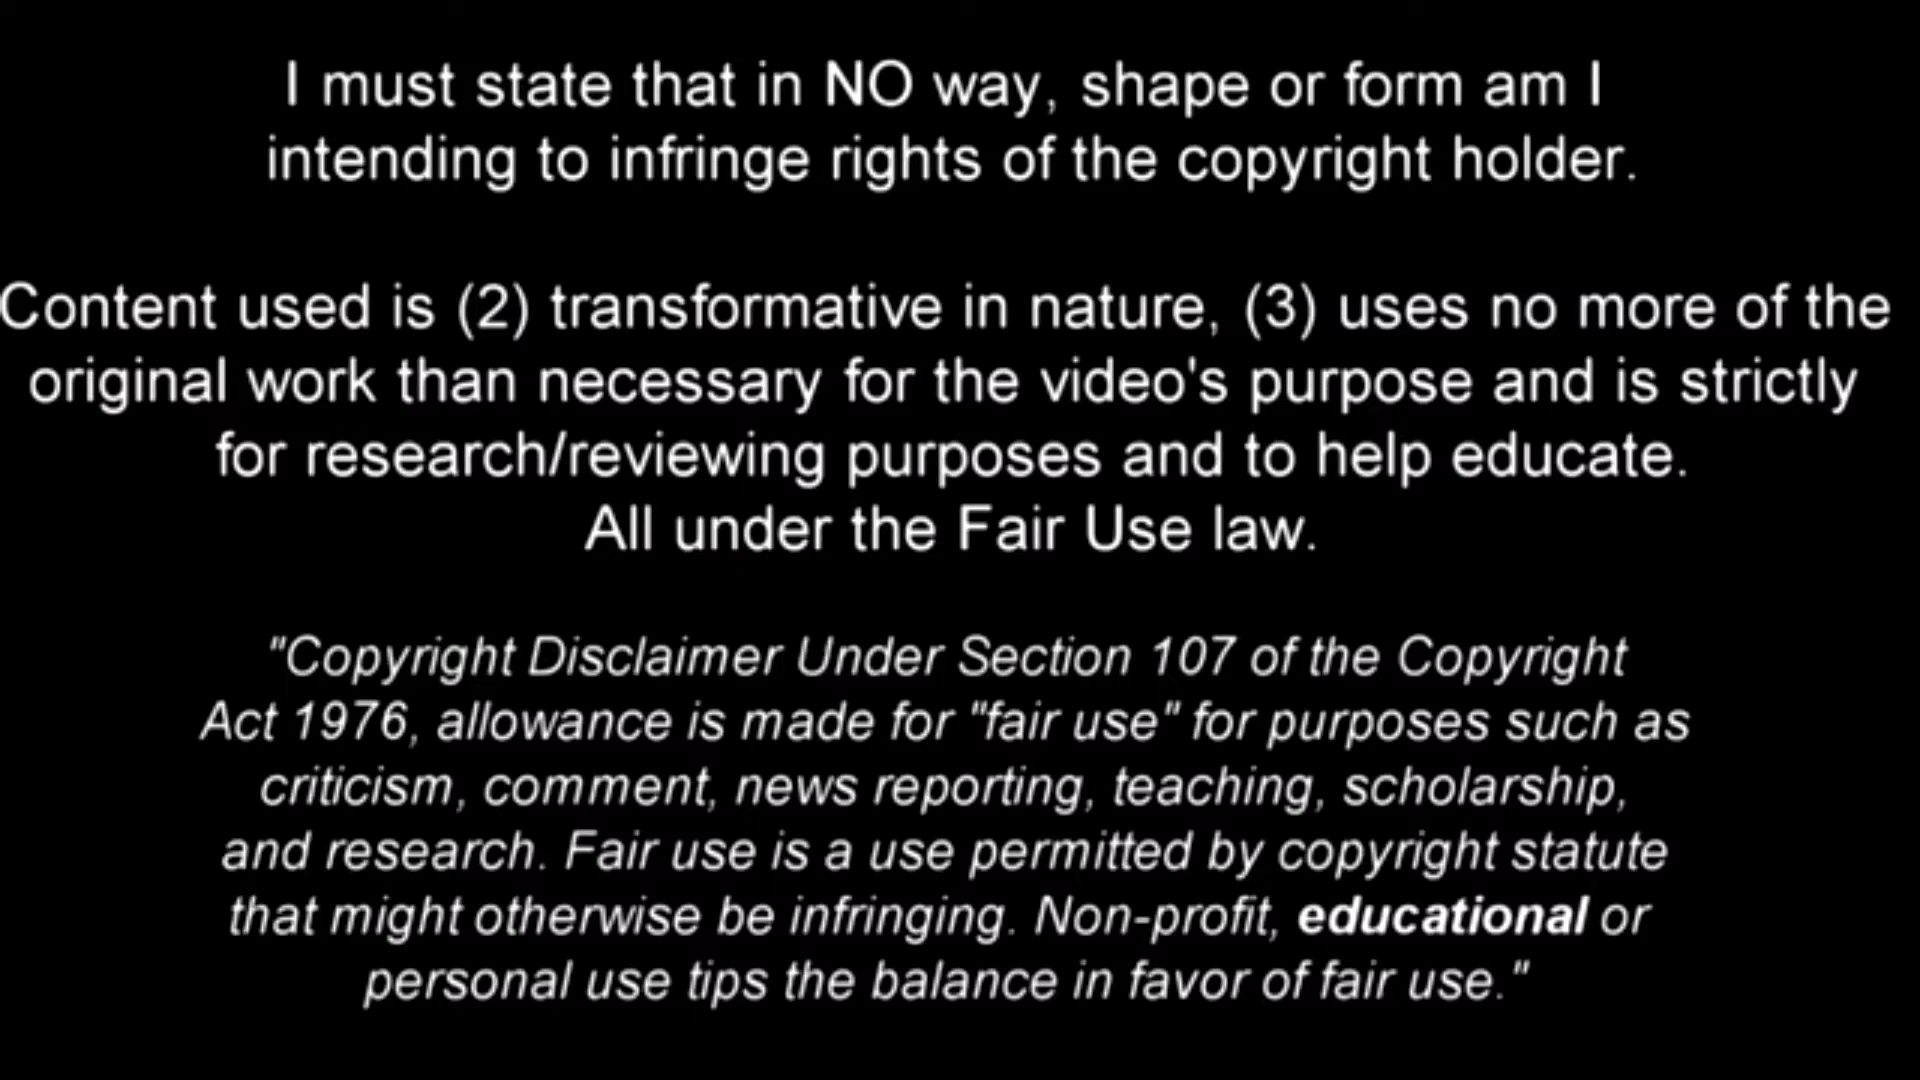 I must state that in NO way, shape or form am I
intending to infringe rights of the copyright holder.
Content used is (2) transformative in nature, (3) uses no more of the
original work than necessary for the video's purpose and is strictly
for research/reviewing purposes and to help educate.
All under the Fair Use law.
"Copyright Disclaimer Under Section 107 of the Copyright
Act 1976, allowance is made for "fair use" for purposes such as
criticism, comment, news reporting, teaching, scholarship,
and research. Fair use is a use permitted by copyright statute
that might otherwise be infringing. Non-profit, educational or
personal use tips the balance in favor of fair use."